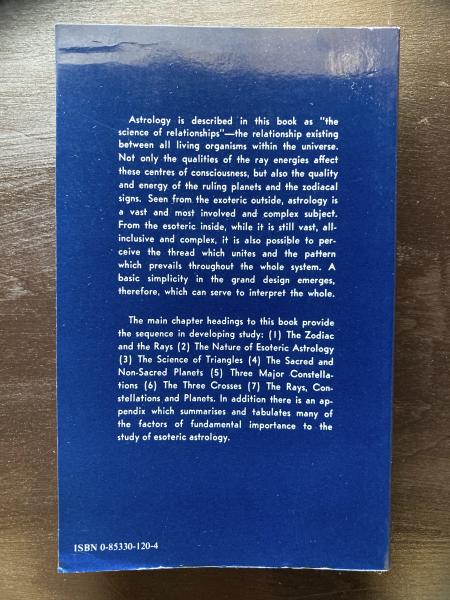 Astrology is described in this book as "the
science of relationships"—the relationship existing
between all living organisms within the universe.
Not only the qualities of the ray energies affect
these centres of consciousness, but also the quality
and energy of the ruling planets and the zodiacal
signs. Seen from the exoteric outside, astrology is
a vast and most involved and complex subject.
From the esoteric inside, while it is still vast, all-
inclusive and complex, it is also possible to per-
ceive the thread which unites and the pattern
which prevails throughout the whole system. A
basic simplicity in the grand design emerges,
therefore, which can serve to interpret the whole.
The main chapter headings to this book provide
the sequence in developing study: (1) The Zodiac
and the Rays (2) The Nature of Esoteric Astrology
(3) The Science of Triangles (4) The Sacred and
Non-Sacred Planets (5) Three Major Constella-
tions (6) The Three Crosses (7) The Rays, Con-
stellations and Planets. In addition there is an ap-
pendix which summarises and tabulates many of
the factors of fundamental importance to the
study of esoteric astrology.
ISBN 0-85330-120-4